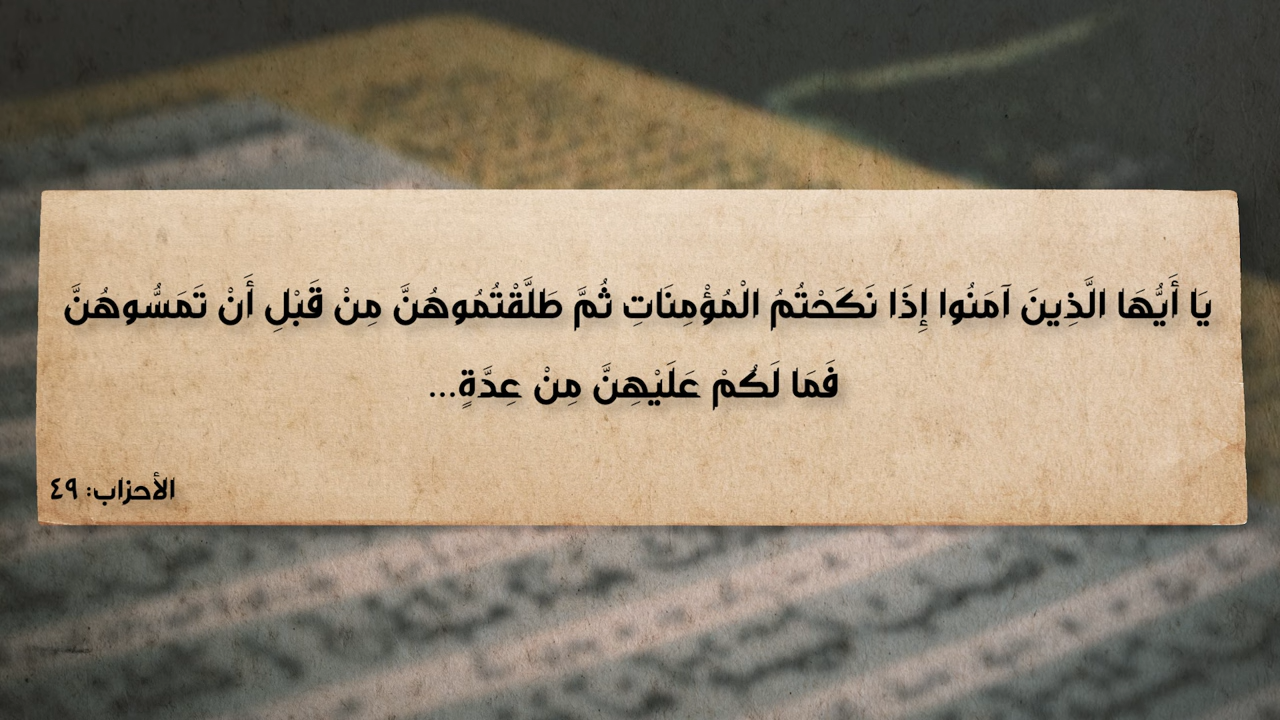 يَا أَيُّهَا الَّذِينَ آمَنُوا إِذَا نَكَحْتُمُ الْمُؤْمِنَاتِ ثُمَّ طَلَّقْتُمُوهُنَّ مِنْ قَبْلِ أَنْ تَمَسُّوهُنَّ
فَمَا لَكُمْ عَلَيْهِنَّ مِنْ عِدَّةٍ...
الأحزاب: ٤٩